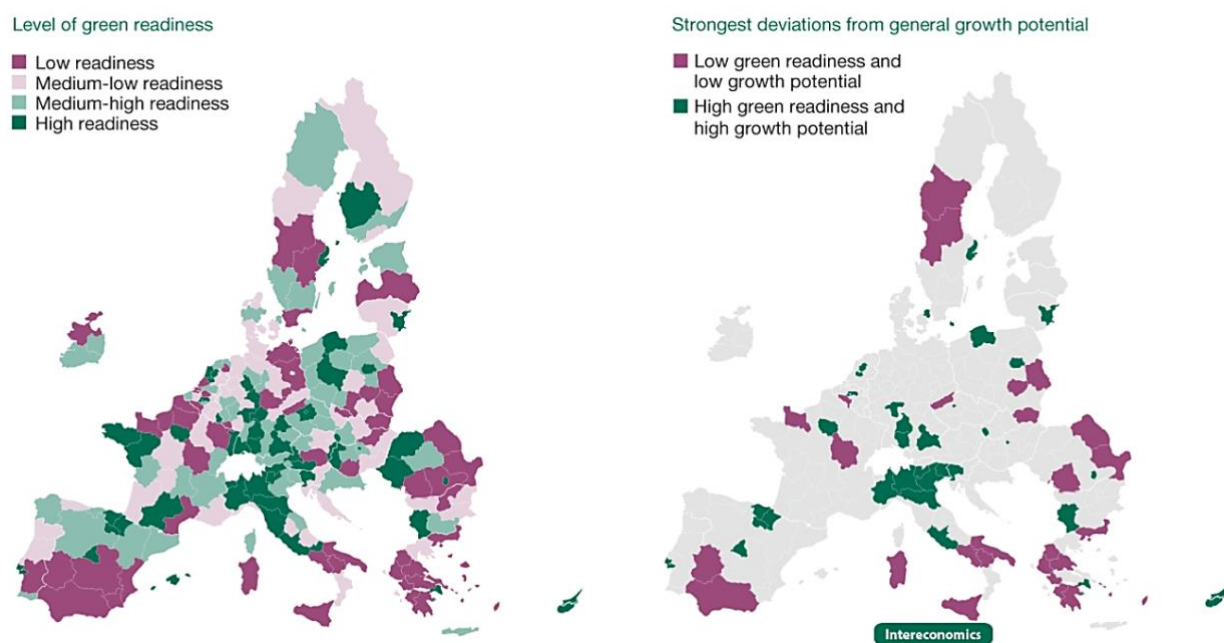 Level of green readiness
Low readiness
Medium-low readiness
Medium-high readiness
High readiness
Strongest deviations from general growth potential
Low green readiness and
low growth potential
High green readiness and
high growth potential
Intereconomics